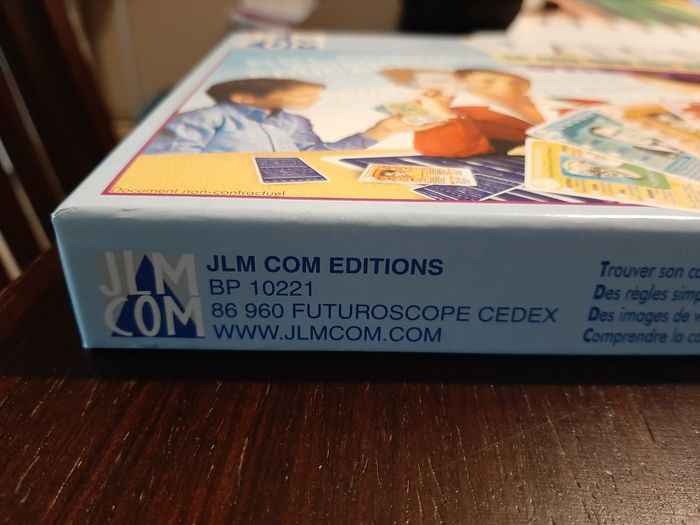 Document non-contractuel
JLM
COM
JLM COM EDITIONS
BP 10221
86 960 FUTUROSCOPE CEDEX
WWW.JLMCOM.COM
Trouver son
Des règles
Des images de
Comprendre la